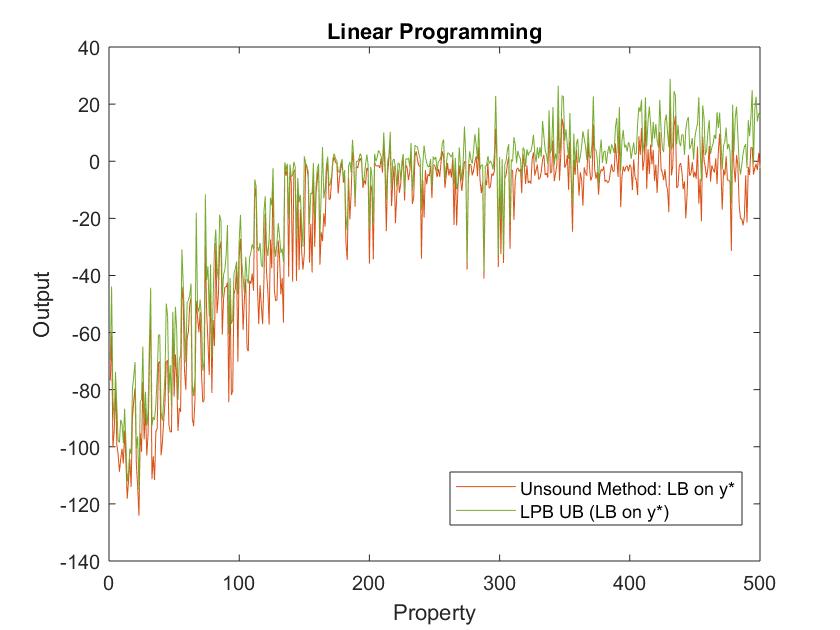 Linear Programming
40
20
0
-20
-40
-60
-80
-100
-120
-140
Output
0 100 200 300 400 500
Property
Unsound Method: LB on y*
LPB UB (LB on y*)